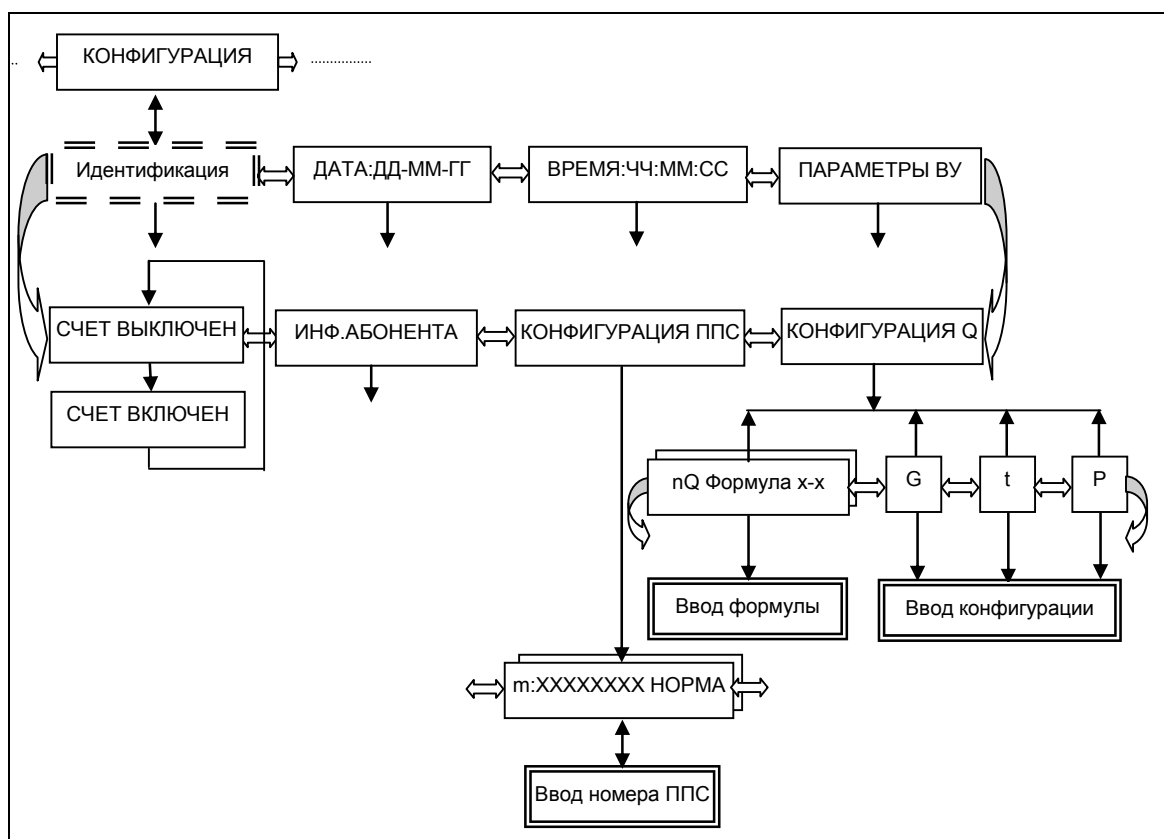 КОНФИГУРАЦИЯ
Идентификация
ДАТА:ДД-ММ-ГГ
ВРЕМЯ:ЧЧ:ММ:СС
ПАРАМЕТРЫ ВУ
СЧЕТ ВЫКЛЮЧЕН
ИНФ.АБОНЕНТА
КОНФИГУРАЦИЯ ППС
КОНФИГУРАЦИЯ Q
СЧЕТ ВКЛЮЧЕН
nQ Формула x-x
G
t
P
Ввод формулы
Ввод конфигурации
m:XXXXXXXX НОРМА
Ввод номера ППС